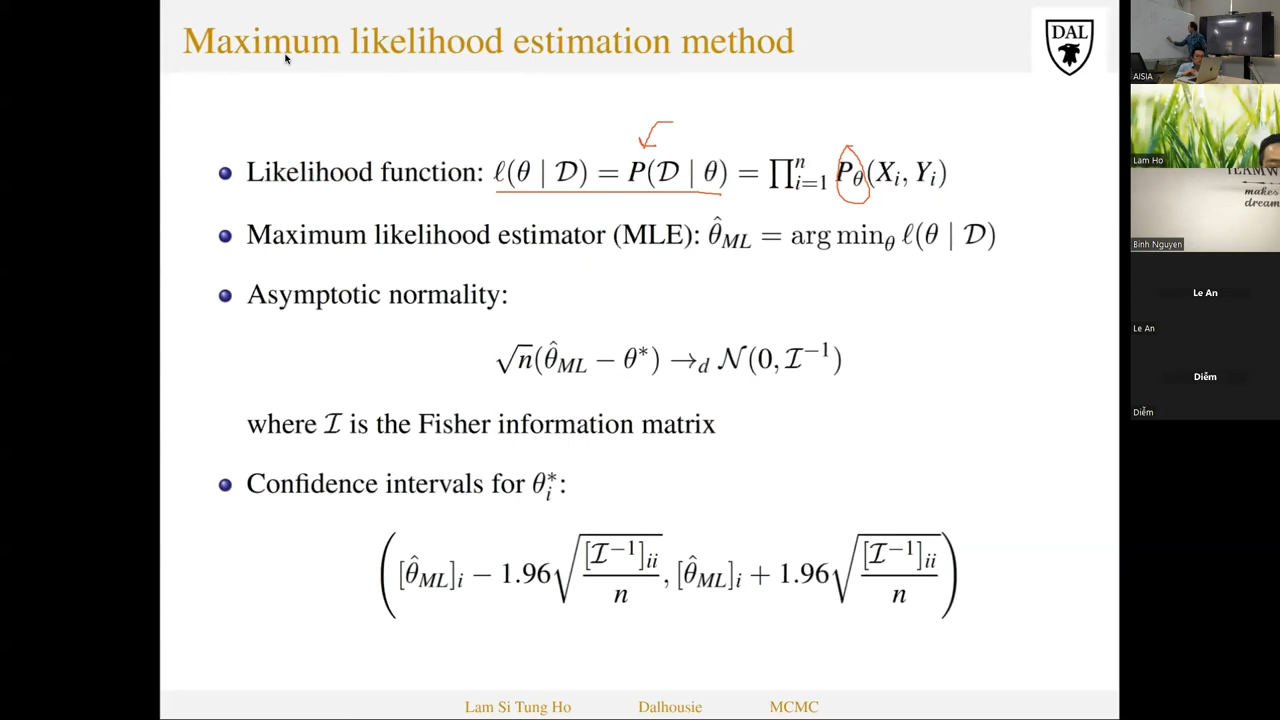 Maximum likelihood estimation method
DAL
Likelihood function: ℓ(θ | 𝒟) = P(𝒟 | θ) = ∏ⁿᵢ₌₁ P_θ(Xᵢ, Yᵢ)
Maximum likelihood estimator (MLE): θ̂_ML = arg min_θ ℓ(θ | 𝒟)
Asymptotic normality:
√n(θ̂_ML − θ*) →_d 𝒩(0, ℐ⁻¹)
where ℐ is the Fisher information matrix
Confidence intervals for θ*ᵢ:
([θ̂_ML]ᵢ − 1.96√([ℐ⁻¹]ᵢᵢ / n), [θ̂_ML]ᵢ + 1.96√([ℐ⁻¹]ᵢᵢ / n))
Lam Si Tung Ho Dalhousie MCMC
AISIA
Lam Ho
makes
dream
Binh Nguyen
Le An
Le An
Diễm
Diễm